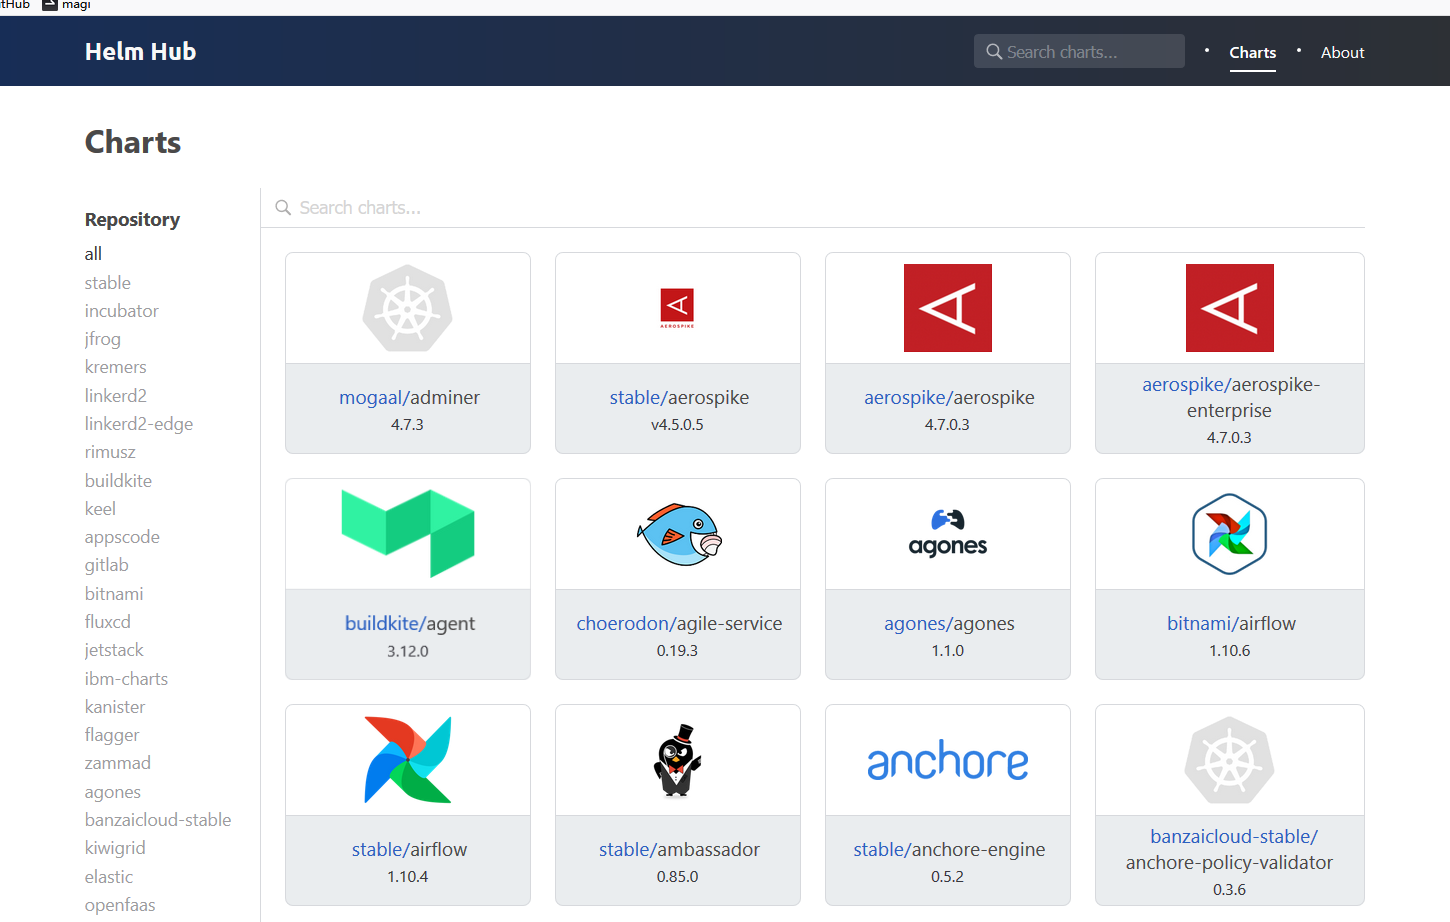 tHub magi
Helm Hub
Search charts...
Charts
About
Charts
Repository
all
stable
incubator
jfrog
kremers
linkerd2
linkerd2-edge
rimusz
buildkite
keel
appscode
gitlab
bitnami
fluxcd
jetstack
ibm-charts
kanister
flagger
zammad
agones
banzaicloud-stable
kiwigrid
elastic
openfaas
Search charts...
mogaal/adminer
4.7.3
AEROSPIKE
stable/aerospike
v4.5.0.5
aerospike/aerospike
4.7.0.3
aerospike/aerospike-
enterprise
4.7.0.3
buildkite/agent
3.12.0
choerodon/agile-service
0.19.3
agones
agones/agones
1.1.0
bitnami/airflow
1.10.6
stable/airflow
1.10.4
stable/ambassador
0.85.0
anchore
stable/anchore-engine
0.5.2
banzaicloud-stable/
anchore-policy-validator
0.3.6